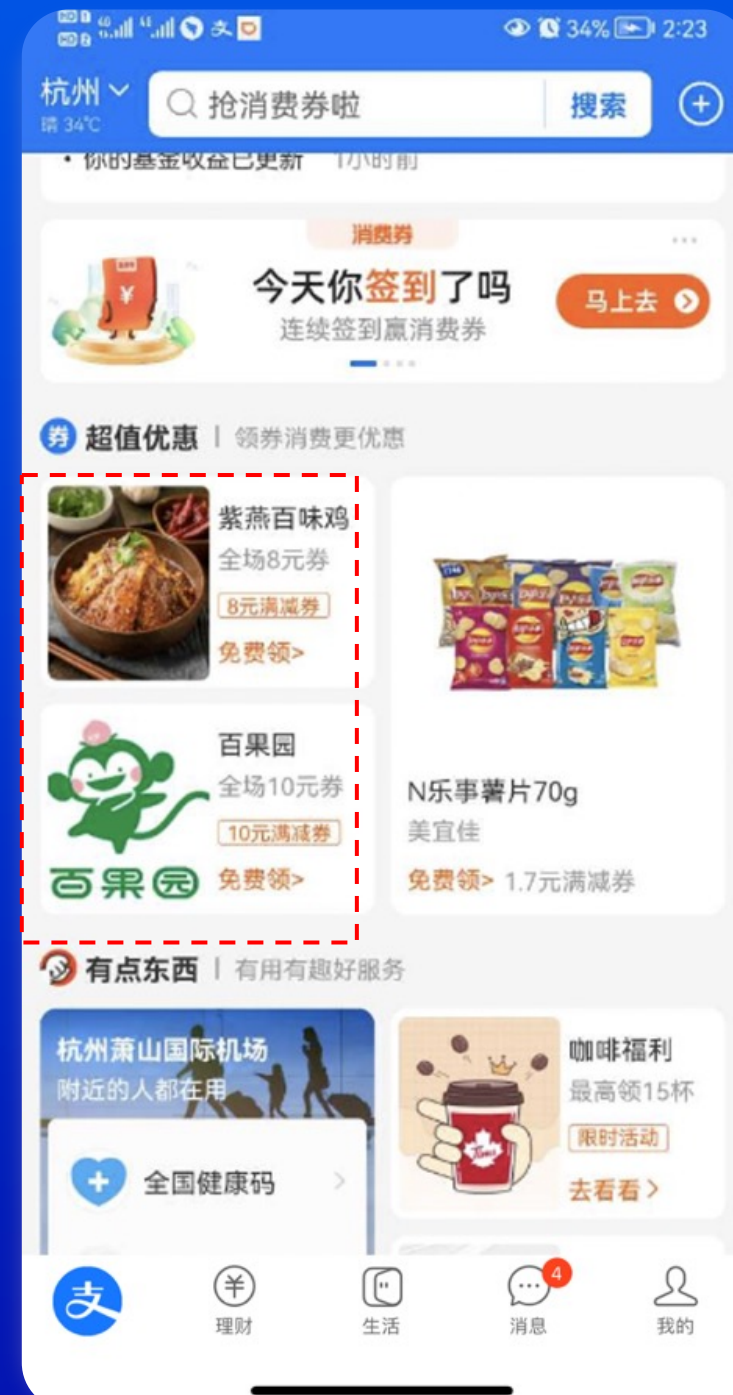 34% 2:23
杭州
晴 34℃
抢消费券啦
搜索
· 你的基金收益已更新 1小时前
消费券
今天你签到了吗
连续签到赢消费券
马上去
券 超值优惠 | 领券消费更优惠
紫燕百味鸡
全场8元券
8元满减券
免费领>
百果园
全场10元券
10元满减券
免费领>
百果园
N乐事薯片70g
美宜佳
免费领> 1.7元满减券
有点东西 | 有用有趣好服务
杭州萧山国际机场
附近的人都在用
全国健康码
咖啡福利
最高领15杯
限时活动
去看看>
Tims
支
理财
生活
4
消息
我的